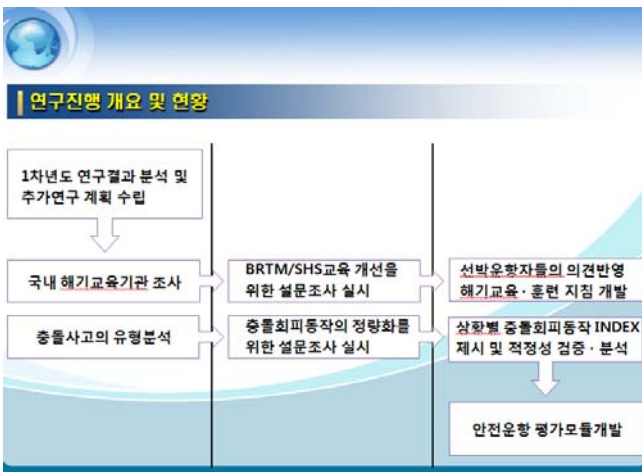 연구진행 개요 및 현황
1차년도 연구결과 분석 및
추가연구 계획 수립
국내 해기교육기관 조사
BRTM/SHS교육 개선을
위한 설문조사 실시
선박운항자들의 의견반영
해기교육·훈련 지침 개발
충돌사고의 유형분석
충돌회피동작의 정량화를
위한 설문조사 실시
상황별 충돌회피동작 INDEX
제시 및 적정성 검증·분석
안전운항 평가모듈개발